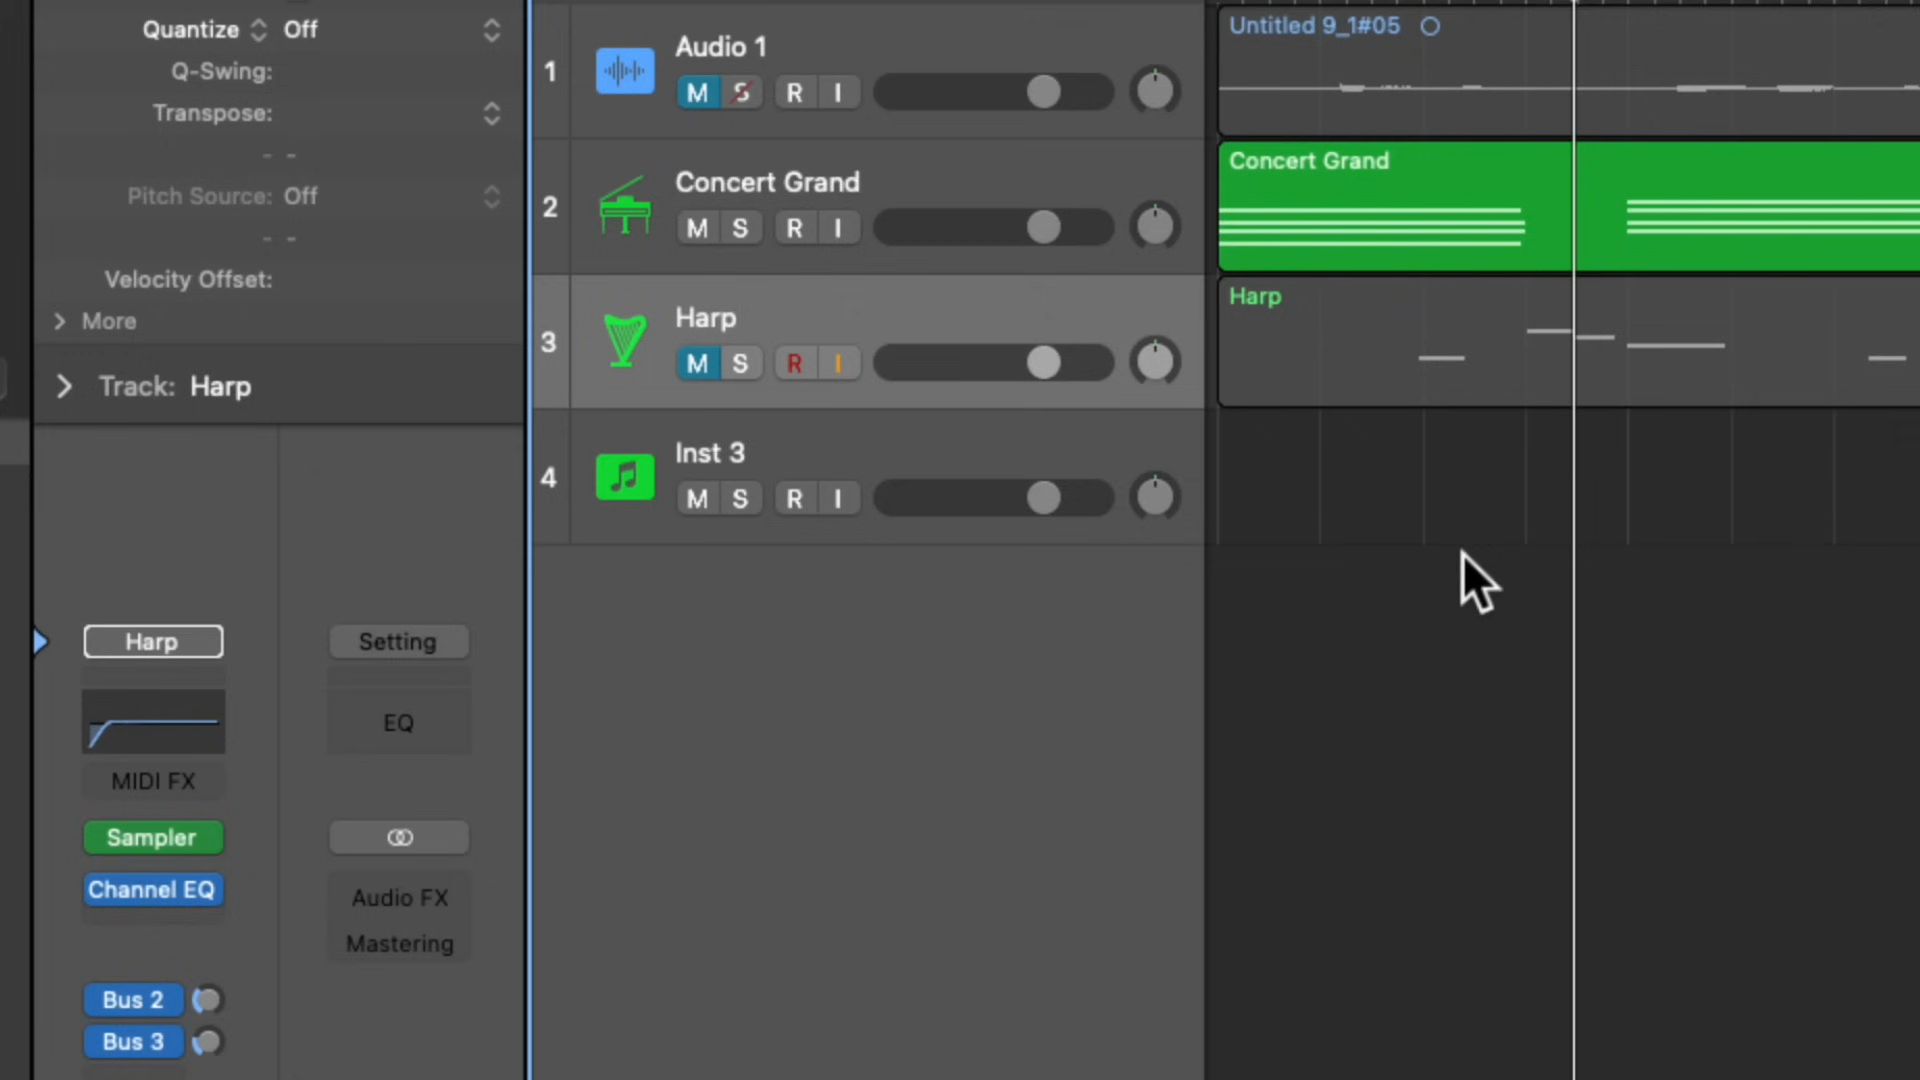 Quantize Off
Q-Swing:
Transpose:
- -
Pitch Source: Off
- -
Velocity Offset:
More
Track: Harp
Harp
Setting
EQ
MIDI FX
Sampler
Channel EQ
Audio FX
Mastering
Bus 2
Bus 3
1
Audio 1
M S R I
2
Concert Grand
M S R I
3
Harp
M S R I
4
Inst 3
M S R I
Untitled 9_1#05
Concert Grand
Harp